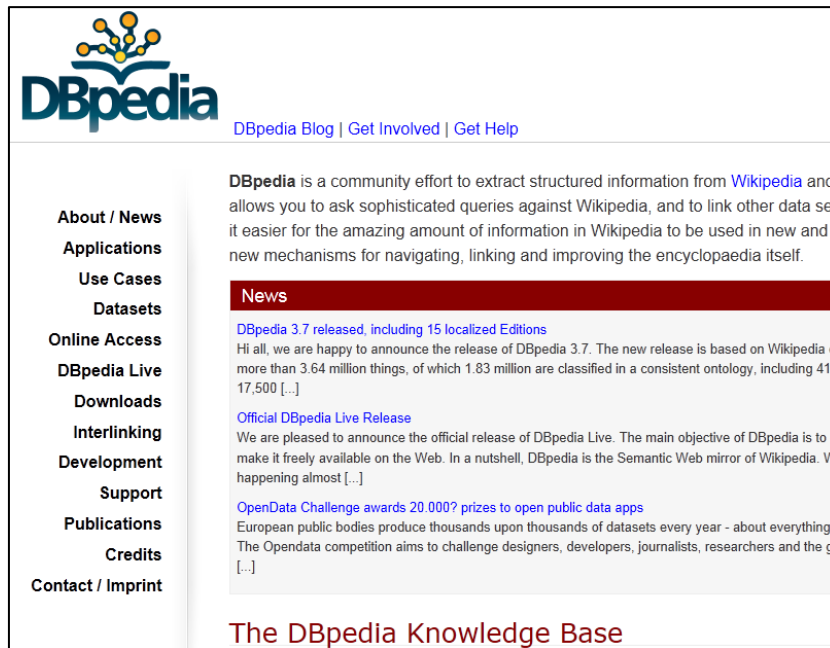 DBpedia
DBpedia Blog | Get Involved | Get Help
About / News
Applications
Use Cases
Datasets
Online Access
DBpedia Live
Downloads
Interlinking
Development
Support
Publications
Credits
Contact / Imprint
DBpedia is a community effort to extract structured information from Wikipedia and
allows you to ask sophisticated queries against Wikipedia, and to link other data se
it easier for the amazing amount of information in Wikipedia to be used in new and
new mechanisms for navigating, linking and improving the encyclopaedia itself.
News
DBpedia 3.7 released, including 15 localized Editions
Hi all, we are happy to announce the release of DBpedia 3.7. The new release is based on Wikipedia
more than 3.64 million things, of which 1.83 million are classified in a consistent ontology, including 41
17,500 [...]
Official DBpedia Live Release
We are pleased to announce the official release of DBpedia Live. The main objective of DBpedia is to
make it freely available on the Web. In a nutshell, DBpedia is the Semantic Web mirror of Wikipedia. W
happening almost [...]
OpenData Challenge awards 20.000? prizes to open public data apps
European public bodies produce thousands upon thousands of datasets every year - about everything
The Opendata competition aims to challenge designers, developers, journalists, researchers and the g
[...]
The DBpedia Knowledge Base